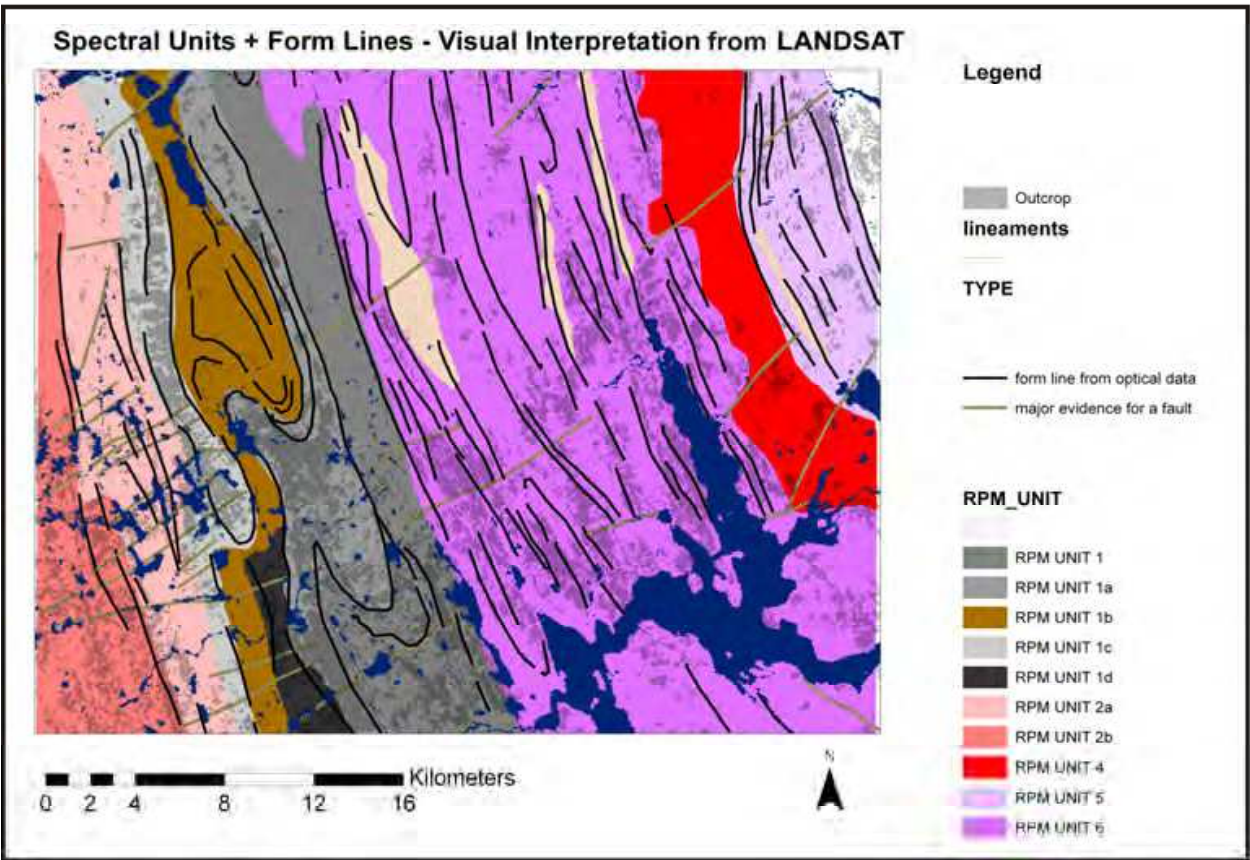 Spectral Units + Form Lines - Visual Interpretation from LANDSAT
Legend
Outcrop
lineaments
TYPE
form line from optical data
major evidence for a fault
RPM_UNIT
RPM UNIT 1
RPM UNIT 1a
RPM UNIT 1b
RPM UNIT 1c
RPM UNIT 1d
RPM UNIT 2a
RPM UNIT 2b
RPM UNIT 4
RPM UNIT 5
RPM UNIT 6
Kilometers
0 2 4 8 12 16
N